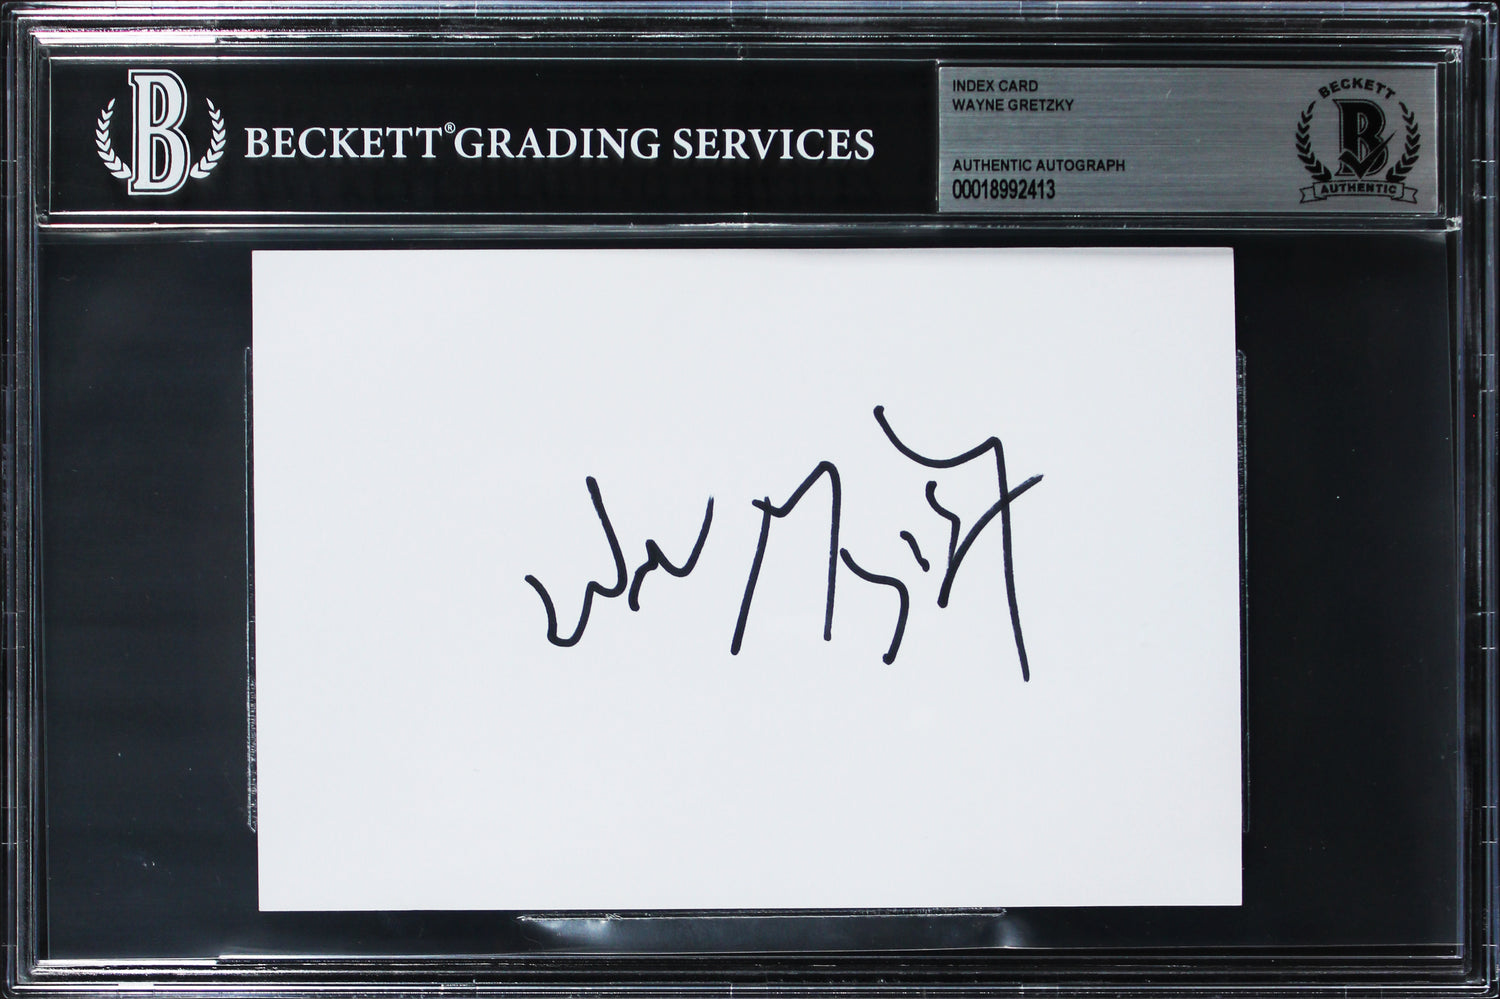 B
BECKETT® GRADING SERVICES
INDEX CARD
WAYNE GRETZKY
AUTHENTIC AUTOGRAPH
00018992413
BECKETT
B
AUTHENTIC